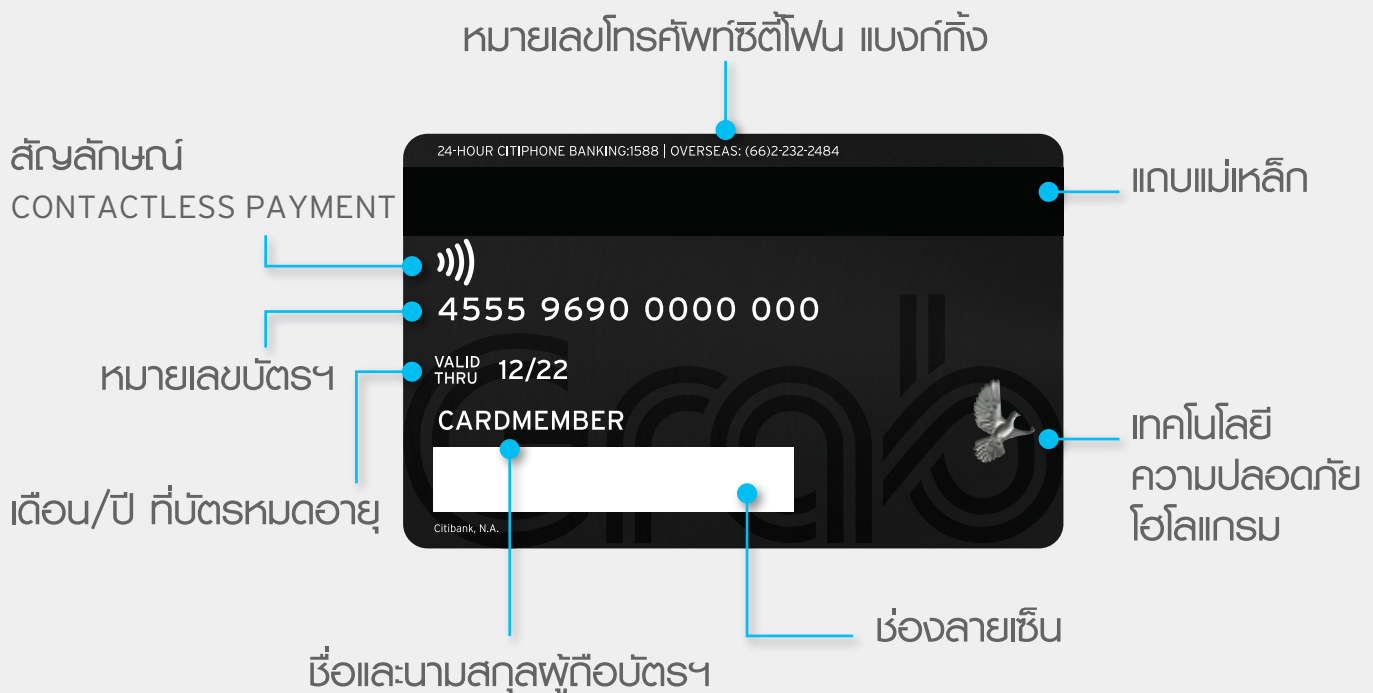 หมายเลขโทรศัพท์ซิตี้โฟน แบงก์กิ้ง
24-HOUR CITIPHONE BANKING:1588 | OVERSEAS: (66)2-232-2484
สัญลักษณ์
CONTACTLESS PAYMENT
แถบแม่เหล็ก
4555 9690 0000 000
หมายเลขบัตรฯ
VALID
THRU 12/22
CARDMEMBER
Grab
เทคโนโลยี
ความปลอดภัย
โฮโลแกรม
เดือน/ปี ที่บัตรหมดอายุ
Citibank, N.A.
ช่องลายเซ็น
ชื่อและนามสกุลผู้ถือบัตรฯ